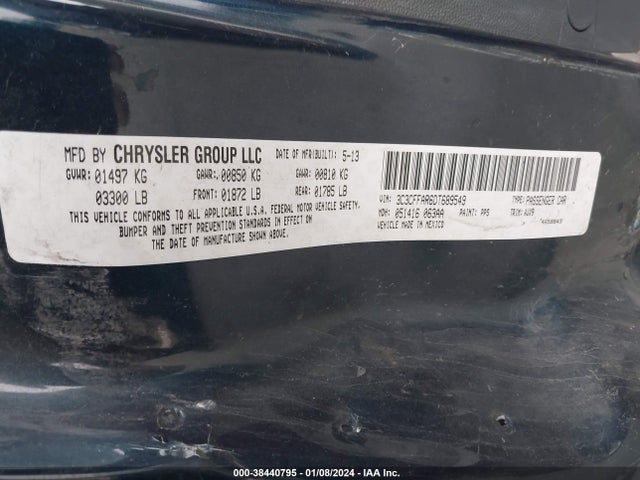 MFD BY CHRYSLER GROUP LLC DATE OF MFR(BUILT): 5-13
GVWR: 01497 KG GAWR: 00850 KG GAWR: 00810 KG
03300 LB FRONT: 01872 LB REAR: 01785 LB
THIS VEHICLE CONFORMS TO ALL APPLICABLE U.S.A. FEDERAL MOTOR VEHICLE SAFETY,
BUMPER AND THEFT PREVENTION STANDARDS IN EFFECT ON
THE DATE OF MANUFACTURE SHOWN ABOVE.
VIN: 3C3CFFAR6DT689549 TYPE: PASSENGER CAR
MDH: 051416 063AA PAINT: PPS TRIM: AUX9
VEHICLE MADE IN MEXICO
000-38440795 - 01/08/2024 - IAA Inc.